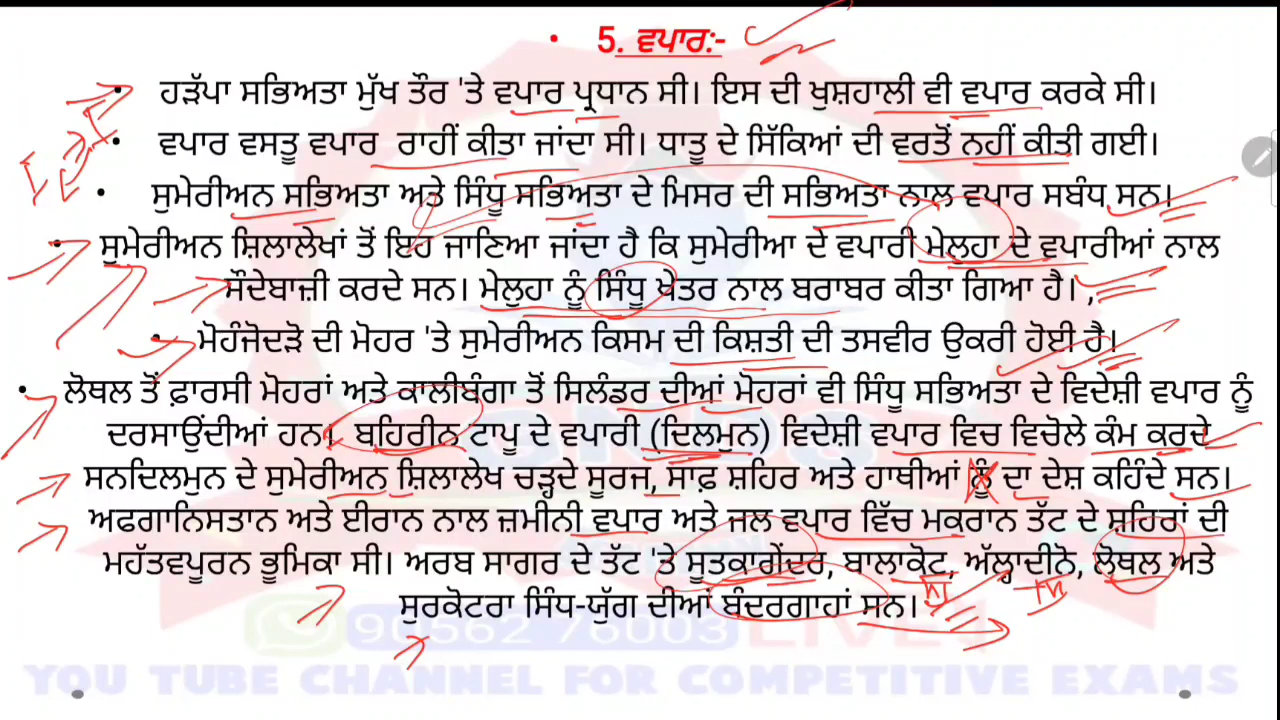 • 5. ਵਪਾਰ:-
• ਹੜੱਪਾ ਸਭਿਅਤਾ ਮੁੱਖ ਤੌਰ 'ਤੇ ਵਪਾਰ ਪ੍ਰਧਾਨ ਸੀ। ਇਸ ਦੀ ਖੁਸ਼ਹਾਲੀ ਵੀ ਵਪਾਰ ਕਰਕੇ ਸੀ।
• ਵਪਾਰ ਵਸਤੂ ਵਪਾਰ ਰਾਹੀਂ ਕੀਤਾ ਜਾਂਦਾ ਸੀ। ਧਾਤੂ ਦੇ ਸਿੱਕਿਆਂ ਦੀ ਵਰਤੋਂ ਨਹੀਂ ਕੀਤੀ ਗਈ।
• ਸੁਮੇਰੀਅਨ ਸਭਿਅਤਾ ਅਤੇ ਸਿੰਧੂ ਸਭਿਅਤਾ ਦੇ ਮਿਸਰ ਦੀ ਸਭਿਅਤਾ ਨਾਲ ਵਪਾਰ ਸਬੰਧ ਸਨ।
• ਸੁਮੇਰੀਅਨ ਸ਼ਿਲਾਲੇਖਾਂ ਤੋਂ ਇਹ ਜਾਣਿਆ ਜਾਂਦਾ ਹੈ ਕਿ ਸੁਮੇਰੀਆ ਦੇ ਵਪਾਰੀ ਮੇਲੁਹਾ ਦੇ ਵਪਾਰੀਆਂ ਨਾਲ
ਸੌਦੇਬਾਜ਼ੀ ਕਰਦੇ ਸਨ। ਮੇਲੁਹਾ ਨੂੰ ਸਿੰਧੂ ਖੇਤਰ ਨਾਲ ਬਰਾਬਰ ਕੀਤਾ ਗਿਆ ਹੈ। ,
• ਮੋਹੰਜੋਦੜੋ ਦੀ ਮੋਹਰ 'ਤੇ ਸੁਮੇਰੀਅਨ ਕਿਸਮ ਦੀ ਕਿਸ਼ਤੀ ਦੀ ਤਸਵੀਰ ਉਕਰੀ ਹੋਈ ਹੈ।
• ਲੋਥਲ ਤੋਂ ਫ਼ਾਰਸੀ ਮੋਹਰਾਂ ਅਤੇ ਕਾਲੀਬੰਗਾ ਤੋਂ ਸਿਲੰਡਰ ਦੀਆਂ ਮੋਹਰਾਂ ਵੀ ਸਿੰਧੂ ਸਭਿਅਤਾ ਦੇ ਵਿਦੇਸ਼ੀ ਵਪਾਰ ਨੂੰ
ਦਰਸਾਉਂਦੀਆਂ ਹਨ। ਬਹਿਰੀਨ ਟਾਪੂ ਦੇ ਵਪਾਰੀ (ਦਿਲਮੁਨ) ਵਿਦੇਸ਼ੀ ਵਪਾਰ ਵਿਚ ਵਿਚੋਲੇ ਕੰਮ ਕਰਦੇ
ਸਨਦਿਲਮੁਨ ਦੇ ਸੁਮੇਰੀਅਨ ਸ਼ਿਲਾਲੇਖ ਚੜ੍ਹਦੇ ਸੂਰਜ, ਸਾਫ਼ ਸ਼ਹਿਰ ਅਤੇ ਹਾਥੀਆਂ ਨੂੰ ਦਾ ਦੇਸ਼ ਕਹਿੰਦੇ ਸਨ।
ਅਫਗਾਨਿਸਤਾਨ ਅਤੇ ਈਰਾਨ ਨਾਲ ਜ਼ਮੀਨੀ ਵਪਾਰ ਅਤੇ ਜਲ ਵਪਾਰ ਵਿੱਚ ਮਕਰਾਨ ਤੱਟ ਦੇ ਸ਼ਹਿਰਾਂ ਦੀ
ਮਹੱਤਵਪੂਰਨ ਭੂਮਿਕਾ ਸੀ। ਅਰਬ ਸਾਗਰ ਦੇ ਤੱਟ 'ਤੇ ਸੂਤਕਾਗੇਂਦਰ, ਬਾਲਾਕੋਟ, ਅੱਲ੍ਹਾਦੀਨੋ, ਲੋਥਲ ਅਤੇ
ਸੁਰਕੋਟਰਾ ਸਿੰਧ-ਯੁੱਗ ਦੀਆਂ ਬੰਦਰਗਾਹਾਂ ਸਨ।
90562 76003 LIVE
YOU TUBE CHANNEL FOR COMPETITIVE EXAMS